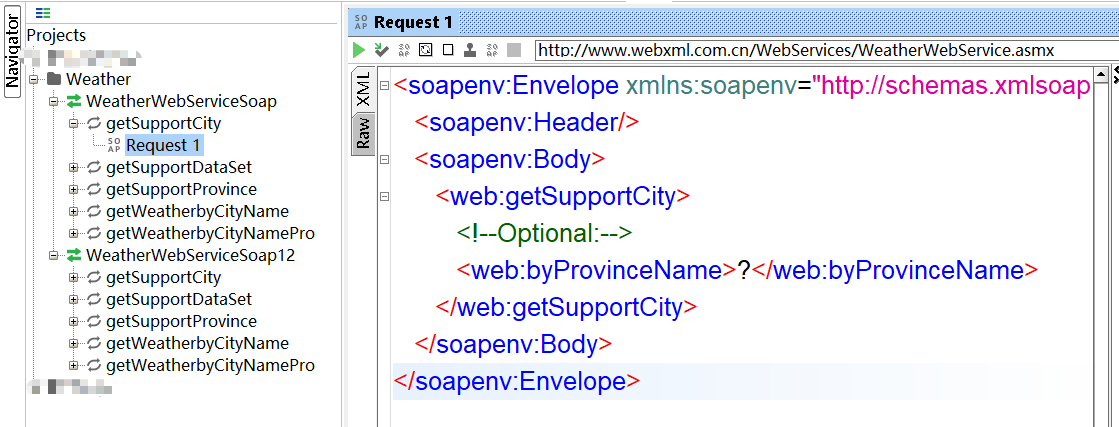 Navigator
Projects
Weather
WeatherWebServiceSoap
getSupportCity
SOAP Request 1
getSupportDataSet
getSupportProvince
getWeatherbyCityName
getWeatherbyCityNamePro
WeatherWebServiceSoap12
getSupportCity
getSupportDataSet
getSupportProvince
getWeatherbyCityName
getWeatherbyCityNamePro
SOAP Request 1
http://www.webxml.com.cn/WebServices/WeatherWebService.asmx
XML
Raw
<soapenv:Envelope xmlns:soapenv="http://schemas.xmlsoap
<soapenv:Header/>
<soapenv:Body>
<web:getSupportCity>
<!--Optional:-->
<web:byProvinceName>?</web:byProvinceName>
</web:getSupportCity>
</soapenv:Body>
</soapenv:Envelope>